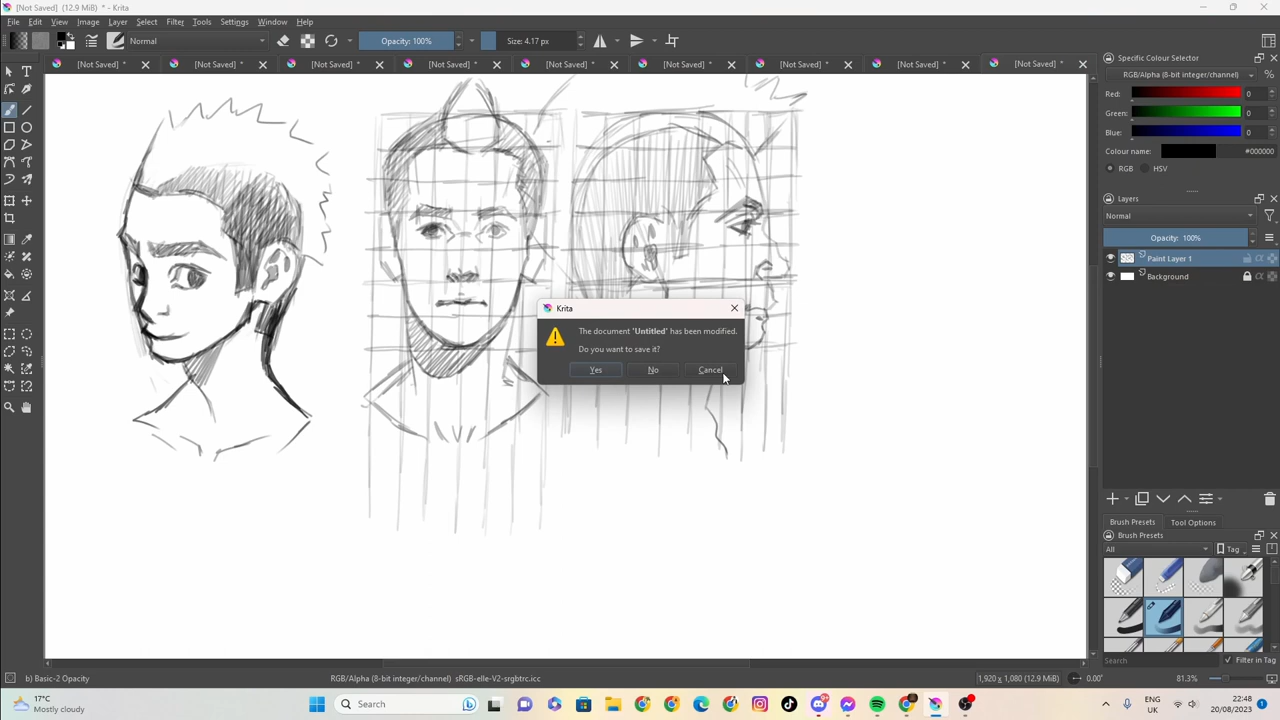 [Not Saved] (12.9 MiB) * - Krita
File Edit View Image Layer Select Filter Tools Settings Window Help
Normal Opacity: 100% Size: 4.17 px
[Not Saved] * [Not Saved] * [Not Saved] * [Not Saved] * [Not Saved] * [Not Saved] * [Not Saved] * [Not Saved] * [Not Saved] *
Specific Colour Selector
RGB/Alpha (8-bit integer/channel) %
Red: 0
Green: 0
Blue: 0
Colour name: #000000
RGB HSV
Layers
Normal
Opacity: 100%
Paint Layer 1
Background
Krita
The document 'Untitled' has been modified.
Do you want to save it?
Yes No Cancel
Brush Presets Tool Options
Brush Presets
All Tag
Search Filter in Tag
b) Basic-2 Opacity RGB/Alpha (8-bit integer/channel) sRGB-elle-V2-srgbtrc.icc 1,920 x 1,080 (12.9 MiB) 0.00° 81.3%
17°C
Mostly cloudy
Search
ENG
UK
22:48
20/08/2023